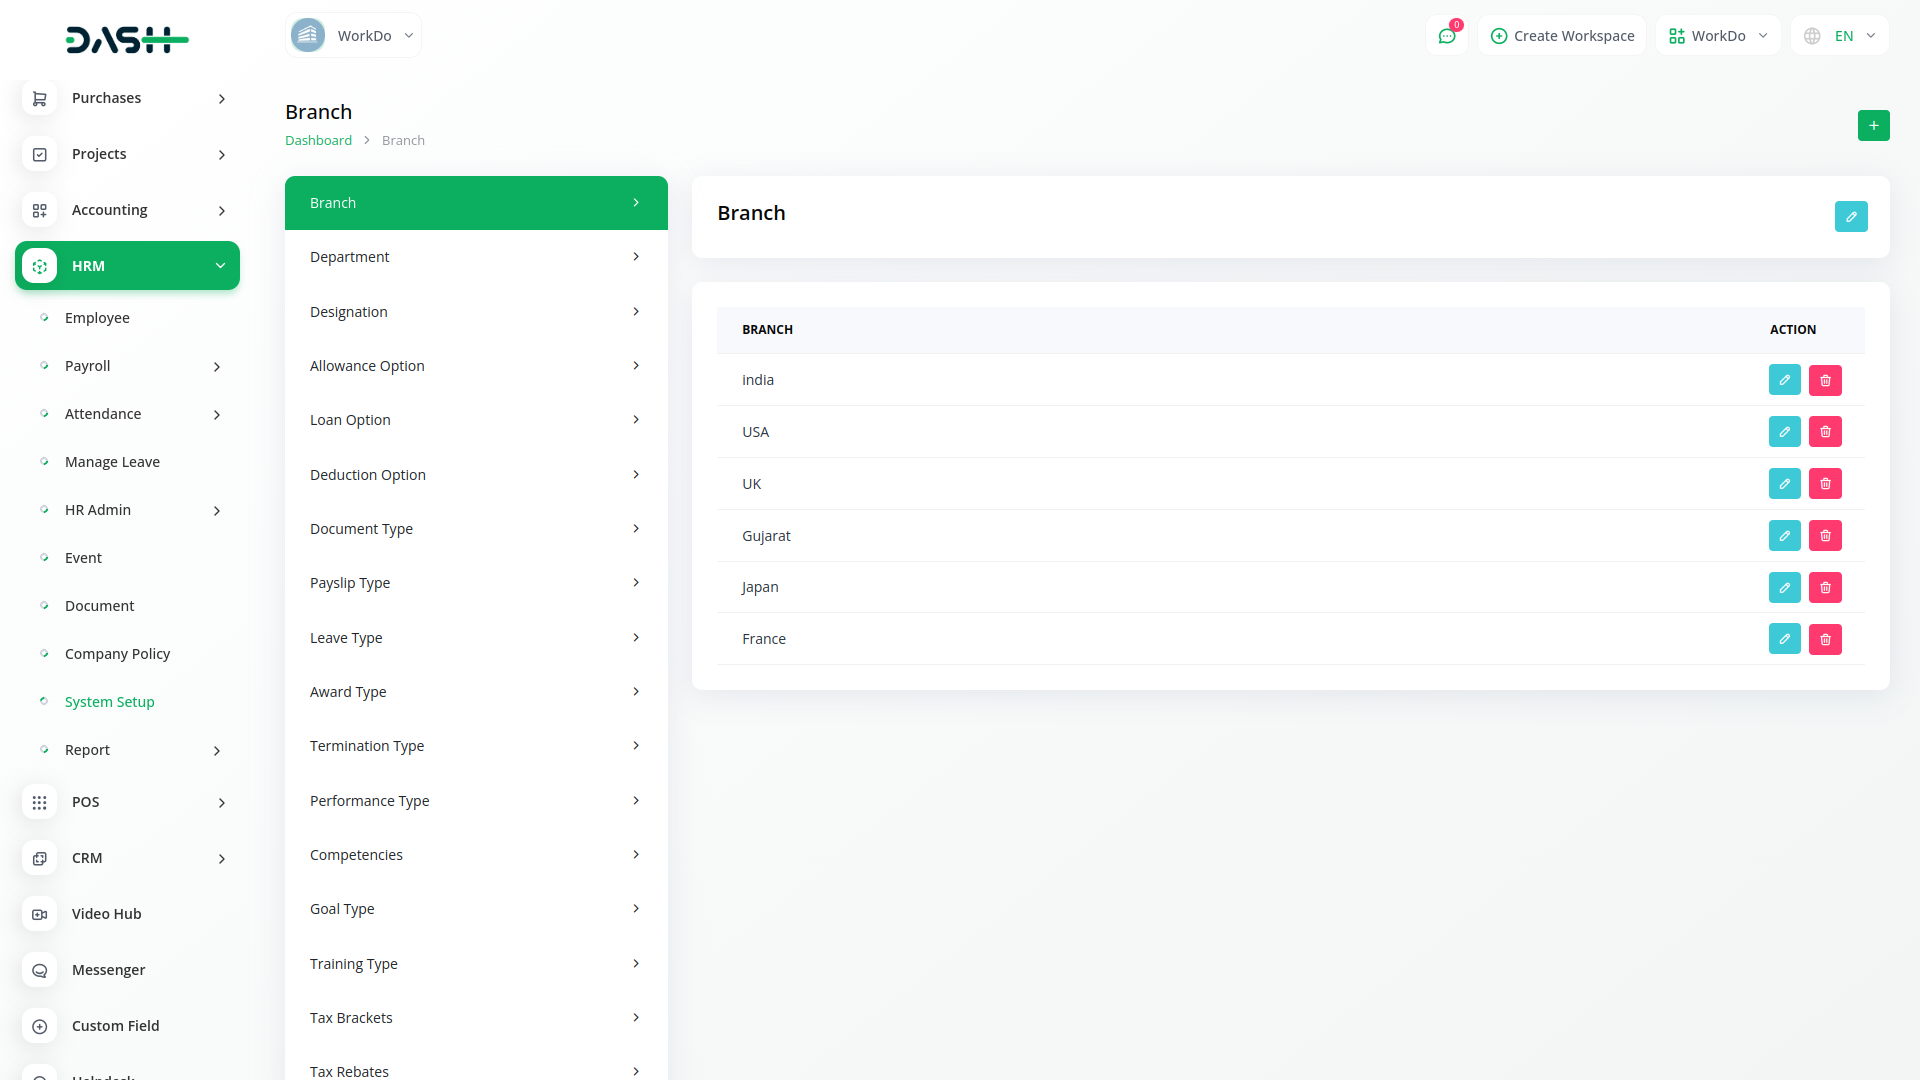 DASH
WorkDo
0
Create Workspace
WorkDo
EN
Purchases
Projects
Accounting
HRM
Employee
Payroll
Attendance
Manage Leave
HR Admin
Event
Document
Company Policy
System Setup
Report
POS
CRM
Video Hub
Messenger
Custom Field
Helpdesk
Branch
Dashboard > Branch
Branch
Department
Designation
Allowance Option
Loan Option
Deduction Option
Document Type
Payslip Type
Leave Type
Award Type
Termination Type
Performance Type
Competencies
Goal Type
Training Type
Tax Brackets
Tax Rebates
Branch
BRANCH ACTION
india
USA
UK
Gujarat
Japan
France